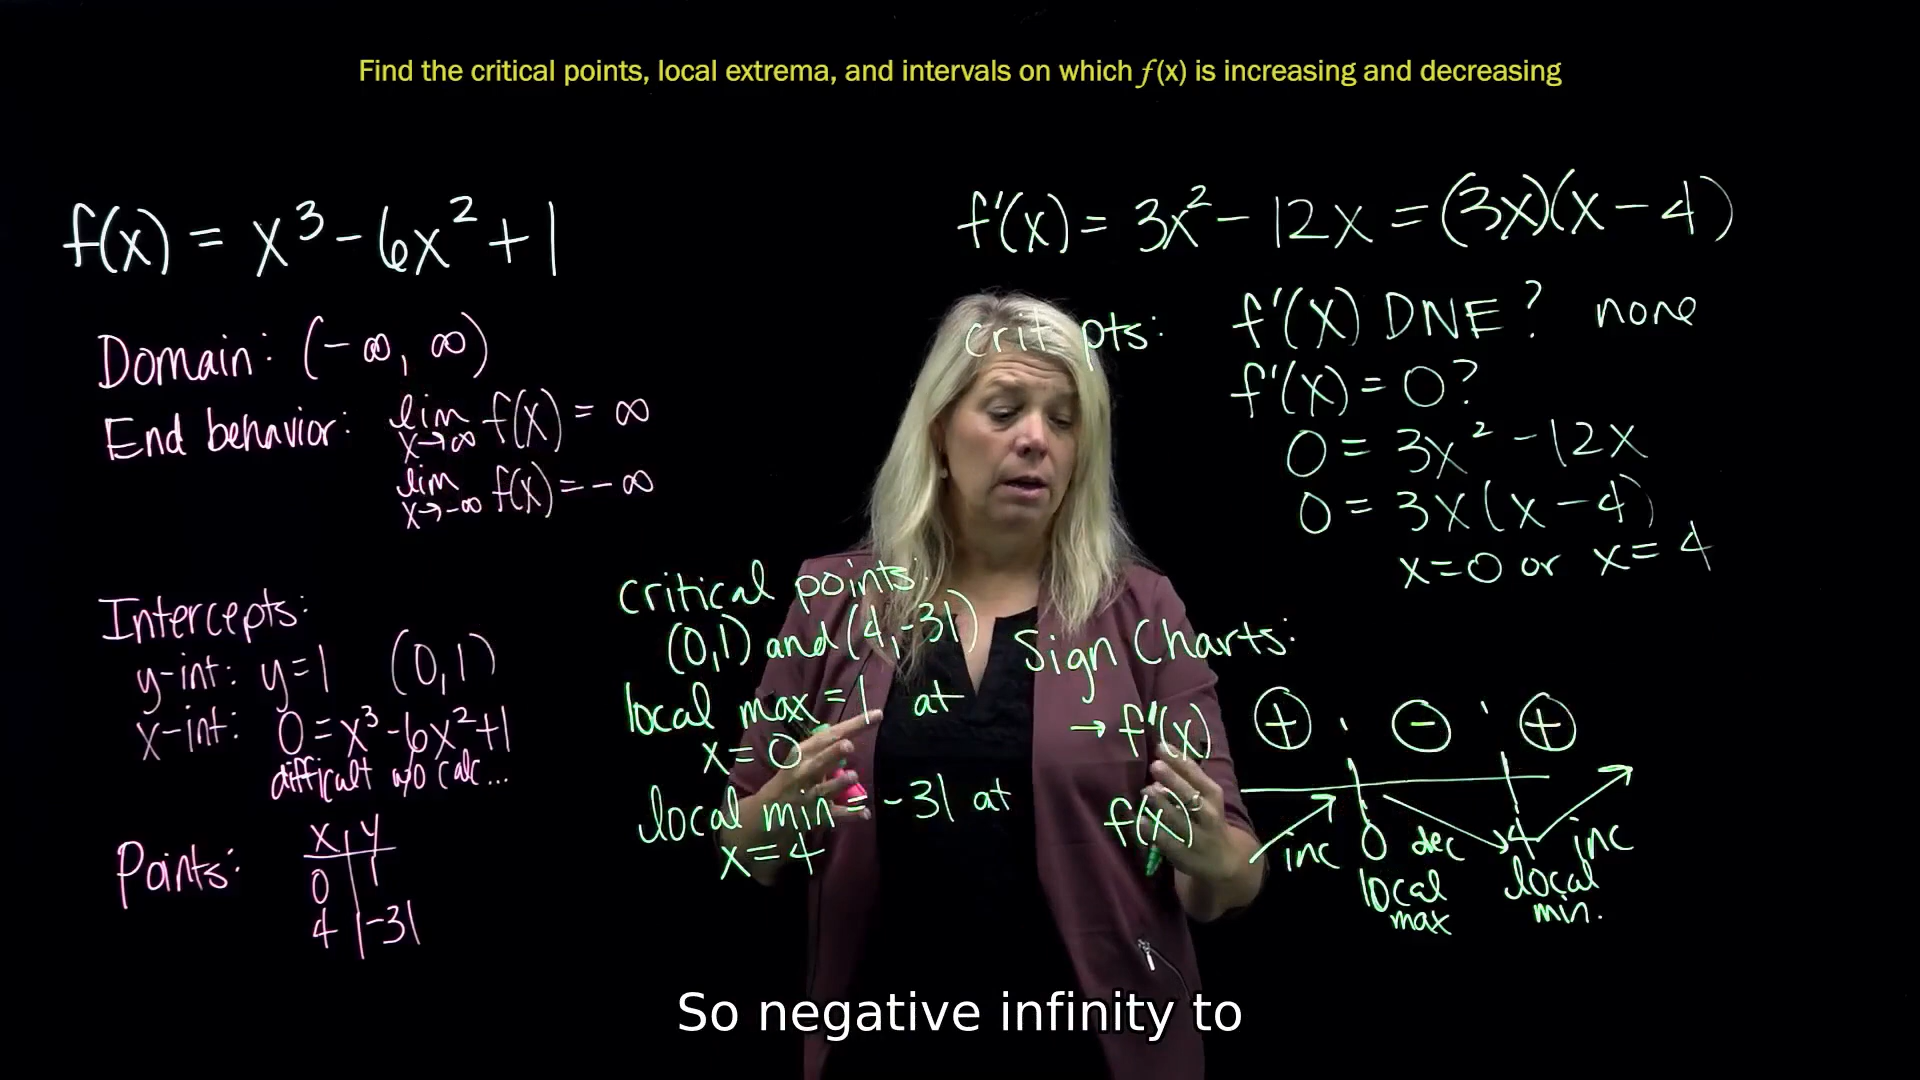 Find the critical points, local extrema, and intervals on which f(x) is increasing and decreasing
f(x) = x³ - 6x² + 1
Domain: (-∞, ∞)
End behavior: lim x→∞ f(x) = ∞
lim x→-∞ f(x) = -∞
Intercepts:
y-int: y=1 (0,1)
x-int: 0 = x³ - 6x² + 1
difficult w/o calc...
Points:
x y
0 1
4 -31
critical points:
(0,1) and (4,-31)
local max = 1 at
x = 0
local min = -31 at
x = 4
f'(x) = 3x² - 12x = (3x)(x - 4)
crit pts: f'(x) DNE? none
f'(x) = 0?
0 = 3x² - 12x
0 = 3x(x - 4)
x=0 or x=4
Sign Charts:
→ f'(x) + - +
f(x)
inc 0 dec 4 inc
local max
local min.
So negative infinity to